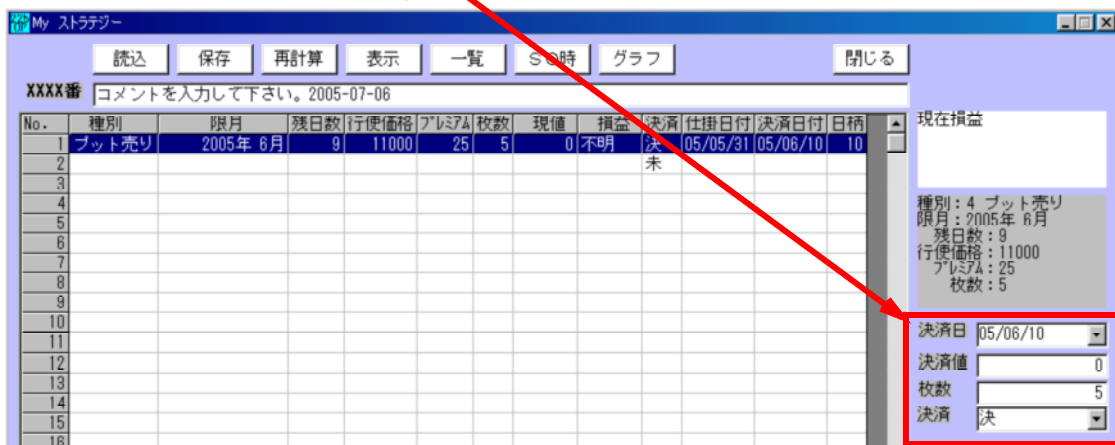 My ストラテジー
読込 保存 再計算 表示 一覧 SQ時 グラフ 閉じる
XXXX番 コメントを入力して下さい。2005-07-06
No. 種別 限月 残日数 行使価格 プレミアム 枚数 現値 損益 決済 仕掛日付 決済日付 日柄
1 プット売り 2005年 6月 9 11000 25 5 0 不明 決 05/05/31 05/06/10 10
2 未
3
4
5
6
7
8
9
10
11
12
13
14
15
16
現在損益
種別:4 プット売り
限月:2005年 6月
残日数:9
行使価格:11000
プレミアム:25
枚数:5
決済日 05/06/10
決済値 0
枚数 5
決済 決